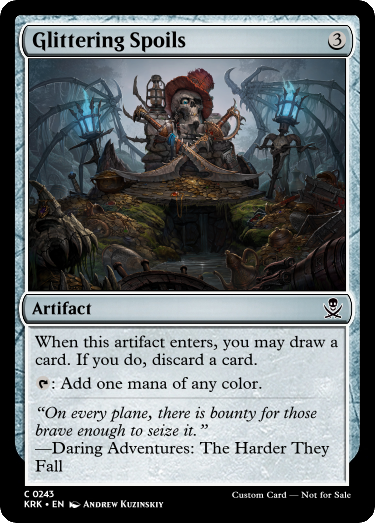 Glittering Spoils 3
Artifact
When this artifact enters, you may draw a
card. If you do, discard a card.
: Add one mana of any color.
“On every plane, there is bounty for those
brave enough to seize it.”
—Daring Adventures: The Harder They
Fall
C 0243
KRK • EN Andrew Kuzinskiy
Custom Card — Not for Sale